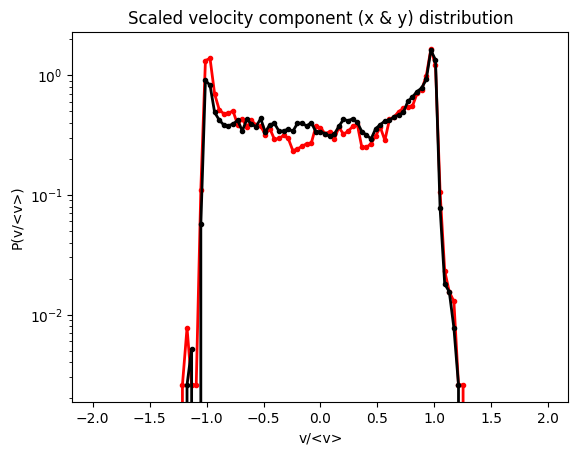 Scaled velocity component (x & y) distribution
P(v/<v>)
10⁰
10⁻¹
10⁻²
−2.0 −1.5 −1.0 −0.5 0.0 0.5 1.0 1.5 2.0
v/<v>